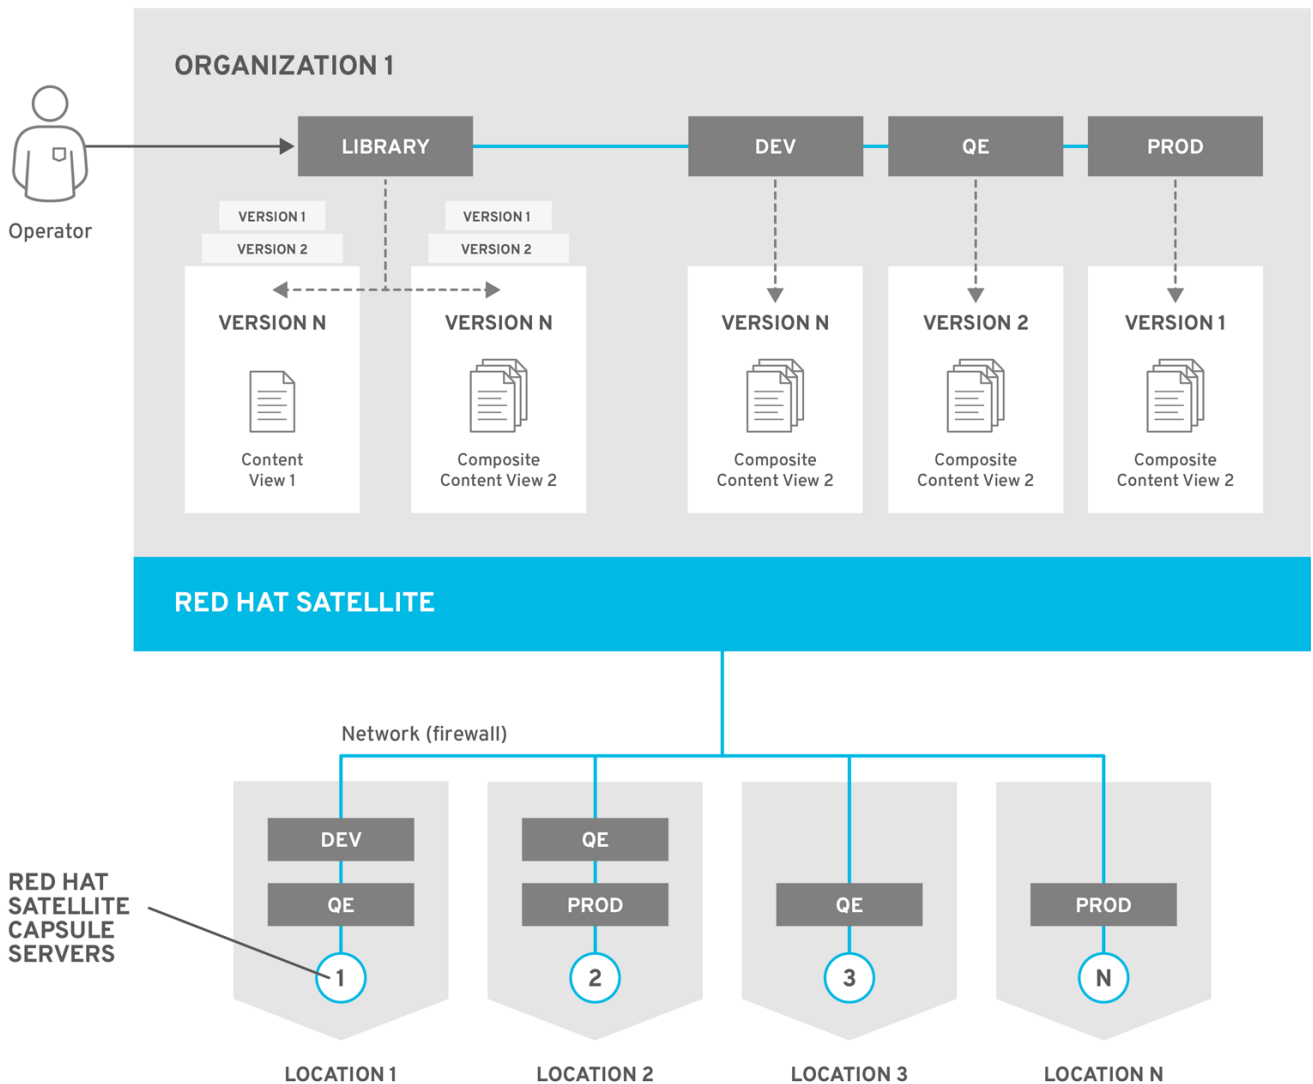 ORGANIZATION 1
LIBRARY
DEV
QE
PROD
Operator
VERSION 1
VERSION 2
VERSION 1
VERSION 2
VERSION N
VERSION N
VERSION N
VERSION 2
VERSION 1
Content
View 1
Composite
Content View 2
Composite
Content View 2
Composite
Content View 2
Composite
Content View 2
RED HAT SATELLITE
Network (firewall)
DEV
QE
QE
PROD
QE
PROD
RED HAT
SATELLITE
CAPSULE
SERVERS
1
2
3
N
LOCATION 1
LOCATION 2
LOCATION 3
LOCATION N